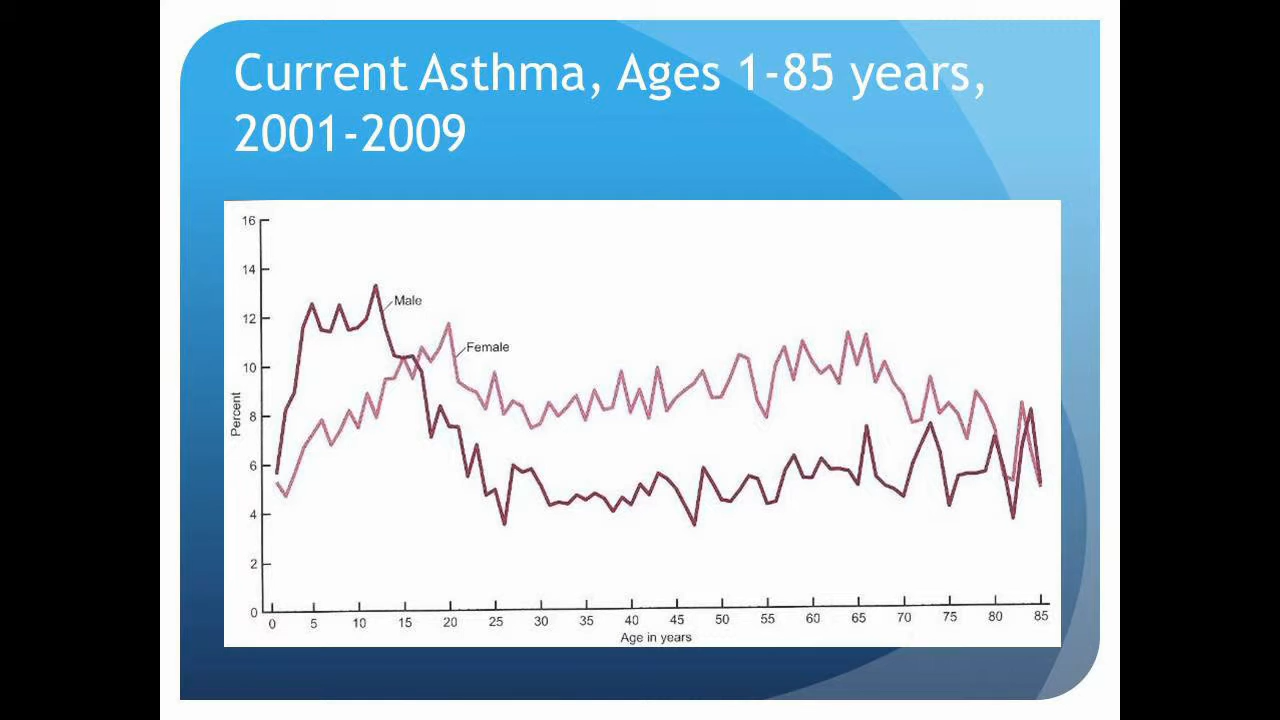 Current Asthma, Ages 1-85 years,
2001-2009
16
14
Male
12
Female
10
Percent
8
6
4
2
0
0 5 10 15 20 25 30 35 40 45 50 55 60 65 70 75 80 85
Age in years